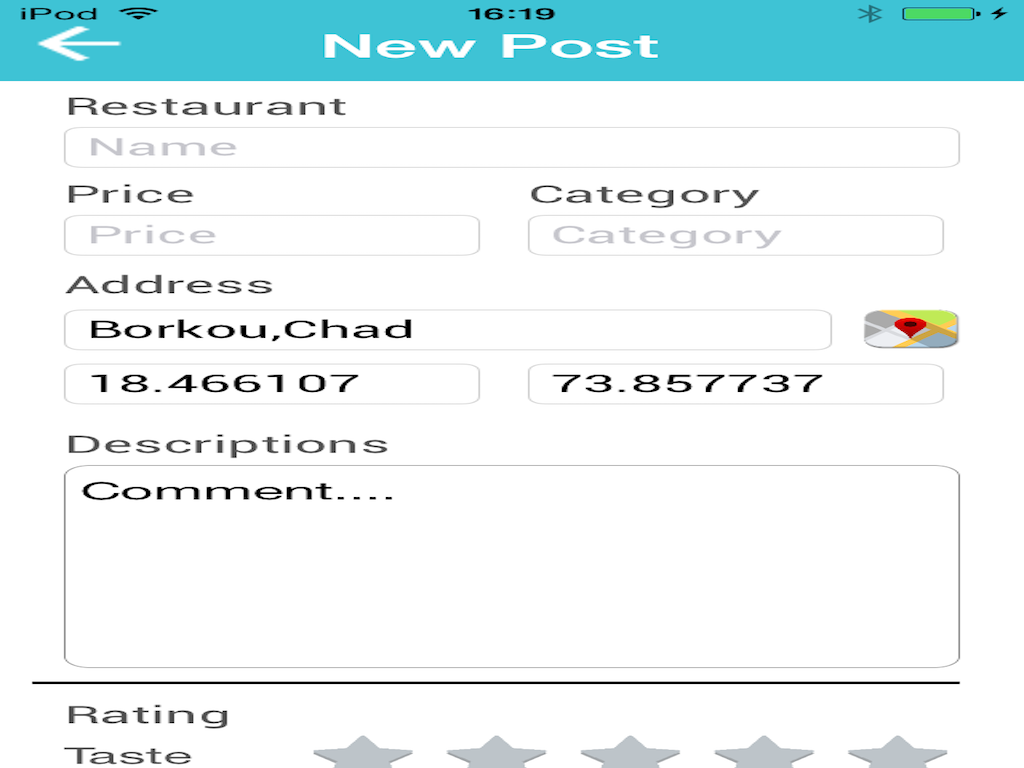 iPod 16:19
New Post
Restaurant
Name
Price Category
Price Category
Address
Borkou,Chad
18.466107 73.857737
Descriptions
Comment....
Rating
Taste